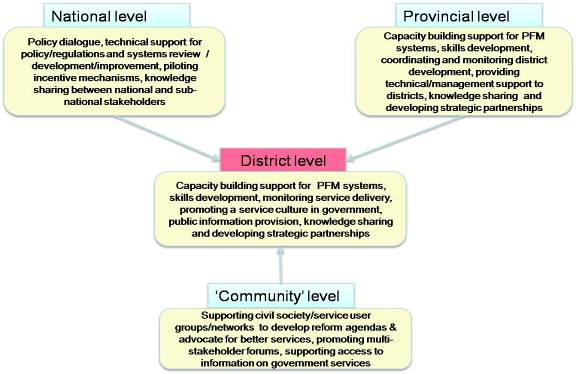 National level
Policy dialogue, technical support for
policy/regulations and systems review /
development/improvement, piloting
incentive mechanisms, knowledge
sharing between national and sub-
national stakeholders
Provincial level
Capacity building support for PFM
systems, skills development,
coordinating and monitoring district
development, providing
technical/management support to
districts, knowledge sharing and
developing strategic partnerships
District level
Capacity building support for PFM systems,
skills development, monitoring service delivery,
promoting a service culture in government,
public information provision, knowledge sharing
and developing strategic partnerships
‘Community’ level
Supporting civil society/service user
groups/networks to develop reform agendas &
advocate for better services, promoting multi-
stakeholder forums, supporting access to
information on government services